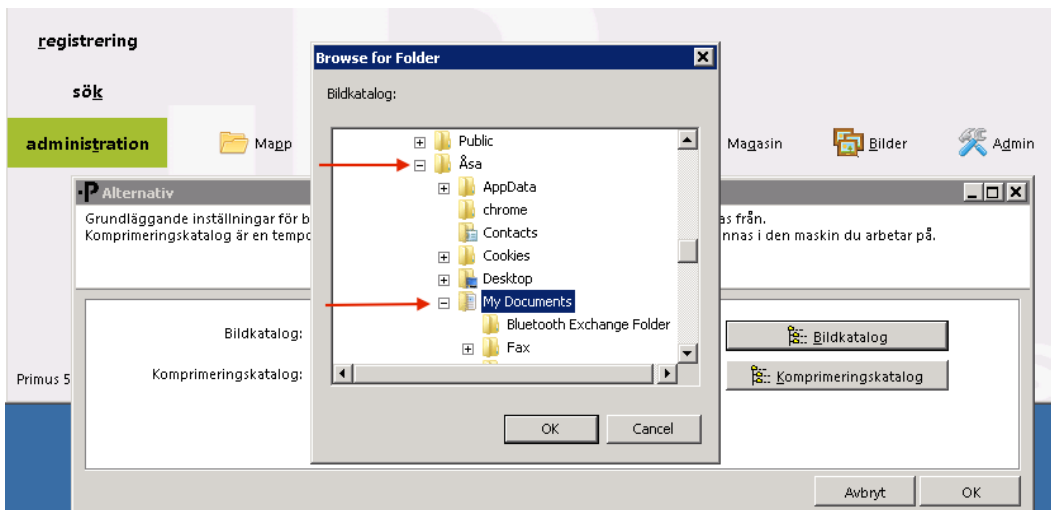 registrering
sök
administration
Mapp
Magasin
Bilder
Admin
Browse for Folder
Bildkatalog:
Public
Åsa
AppData
chrome
Contacts
Cookies
Desktop
My Documents
Bluetooth Exchange Folder
Fax
OK
Cancel
P Alternativ
Grundläggande inställningar för b
as från.
Komprimeringskatalog är en tempo
nnas i den maskin du arbetar på.
Bildkatalog:
Bildkatalog
Komprimeringskatalog:
Komprimeringskatalog
Primus 5
Avbryt
OK